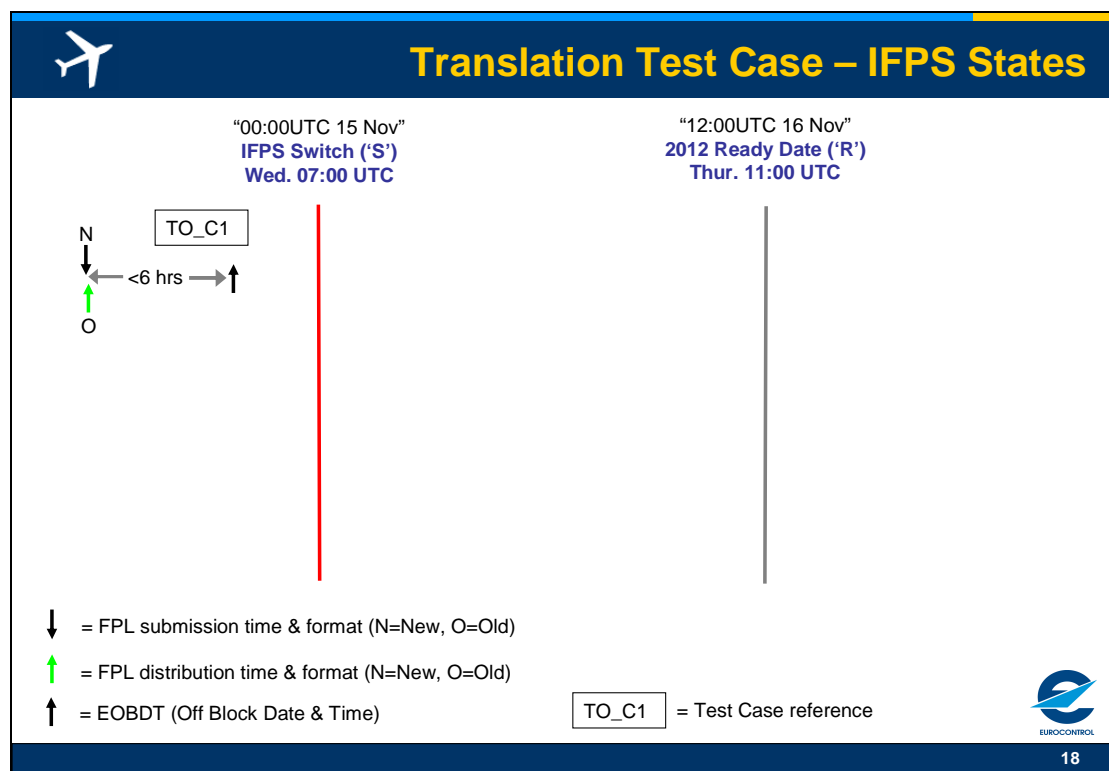 Translation Test Case – IFPS States
“00:00UTC 15 Nov”
IFPS Switch (‘S’)
Wed. 07:00 UTC
“12:00UTC 16 Nov”
2012 Ready Date (‘R’)
Thur. 11:00 UTC
N
TO_C1
<6 hrs
O
= FPL submission time & format (N=New, O=Old)
= FPL distribution time & format (N=New, O=Old)
= EOBDT (Off Block Date & Time)
TO_C1 = Test Case reference
EUROCONTROL
18